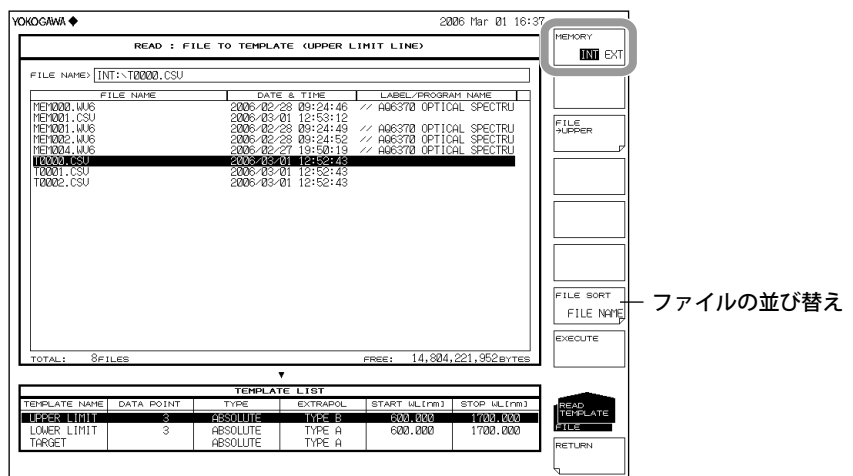 YOKOGAWA ◆
2006 Mar 01 16:37
READ : FILE TO TEMPLATE (UPPER LIMIT LINE)
FILE NAME> INT:\T0000.CSV
FILE NAME DATE & TIME LABEL/PROGRAM NAME
MEM000.WV6 2006/02/28 09:24:46 // AQ6370 OPTICAL SPECTRU
MEM001.CSV 2006/03/01 12:53:12
MEM001.WV6 2006/02/28 09:24:49 // AQ6370 OPTICAL SPECTRU
MEM002.WV6 2006/02/28 09:24:52 // AQ6370 OPTICAL SPECTRU
MEM004.WV6 2006/02/27 19:50:19 // AQ6370 OPTICAL SPECTRU
T0000.CSV 2006/03/01 12:52:43
T0001.CSV 2006/03/01 12:52:43
T0002.CSV 2006/03/01 12:52:43
TOTAL: 8FILES FREE: 14,804,221,952BYTES
▼
TEMPLATE LIST
TEMPLATE NAME DATA POINT TYPE EXTRAPOL START WL[nm] STOP WL[nm]
UPPER LIMIT 3 ABSOLUTE TYPE B 600.000 1700.000
LOWER LIMIT 3 ABSOLUTE TYPE A 600.000 1700.000
TARGET ABSOLUTE TYPE A
MEMORY
INT EXT
FILE
→UPPER
FILE SORT
FILE NAME
ファイルの並び替え
EXECUTE
READ
TEMPLATE
FILE
RETURN